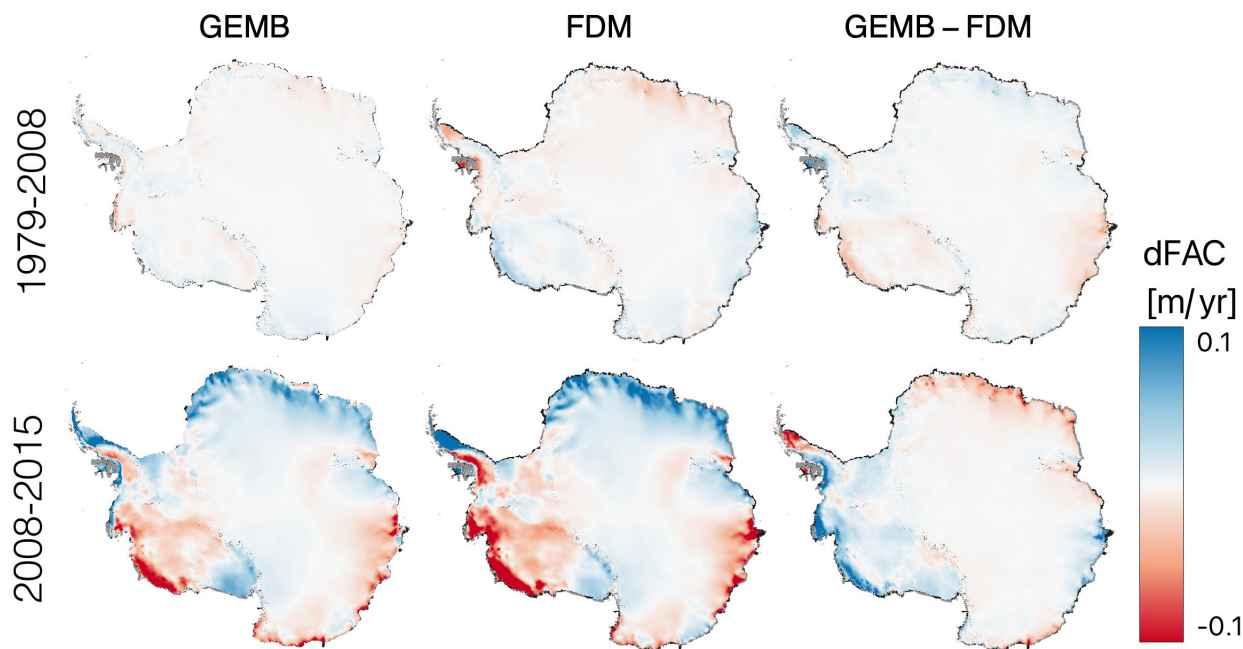 GEMB FDM GEMB – FDM
1979-2008
2008-2015
dFAC
[m/yr]
0.1
-0.1